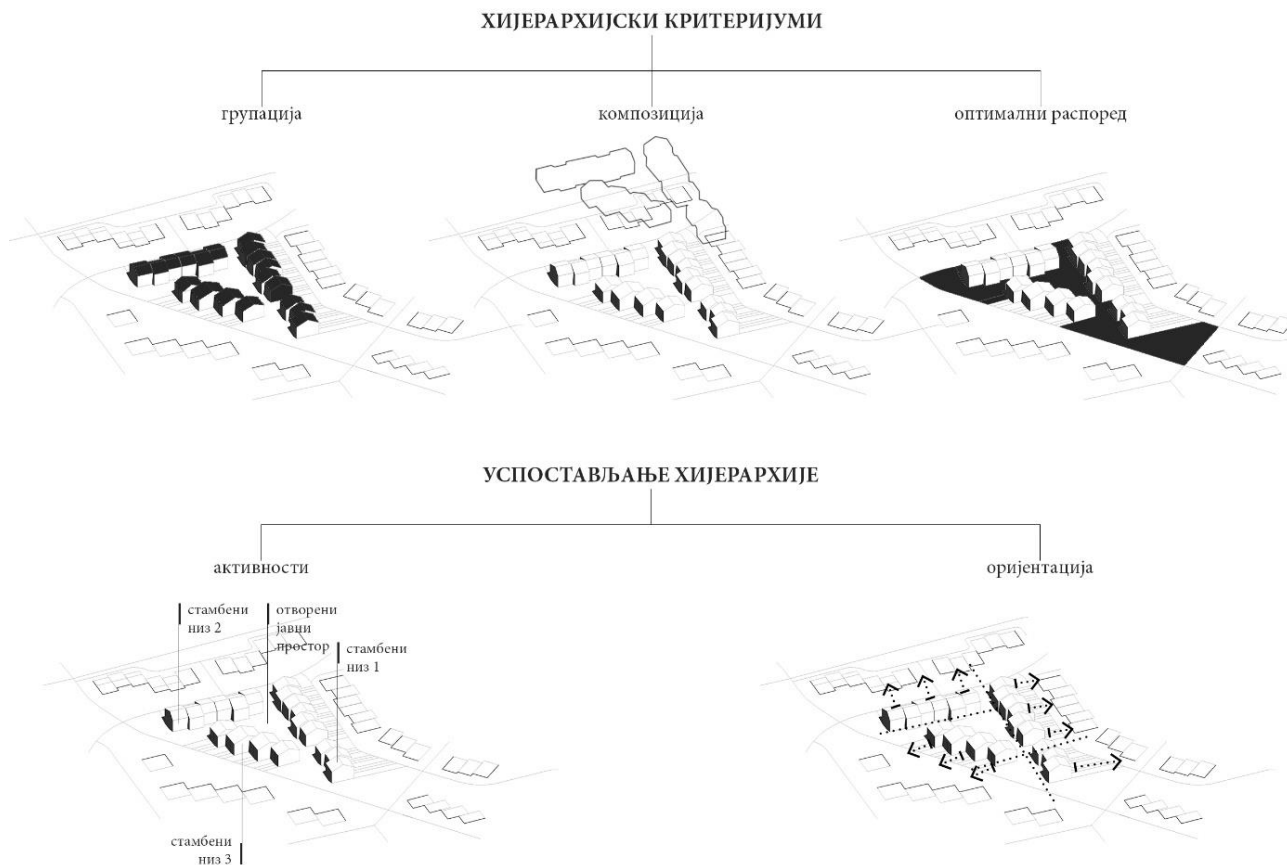 ХИЈЕРАРХИЈСКИ КРИТЕРИЈУМИ
групација
композиција
оптимални распоред
УСПОСТАВЉАЊЕ ХИЈЕРАРХИЈЕ
активности
оријентација
стамбени
низ 2
отворени
јавни
простор
стамбени
низ 1
стамбени
низ 3